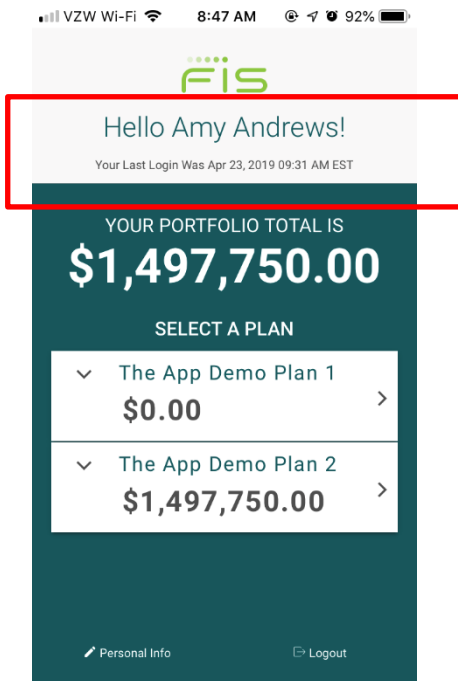 VZW Wi-Fi 8:47 AM 92%
FIS
Hello Amy Andrews!
Your Last Login Was Apr 23, 2019 09:31 AM EST
YOUR PORTFOLIO TOTAL IS
$1,497,750.00
SELECT A PLAN
The App Demo Plan 1
$0.00
The App Demo Plan 2
$1,497,750.00
Personal Info Logout